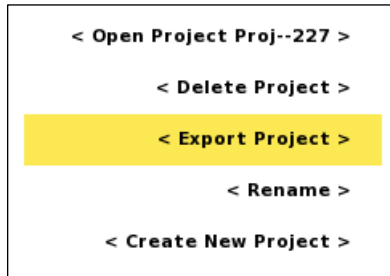 < Open Project Proj--227 >
< Delete Project >
< Export Project >
< Rename >
< Create New Project >